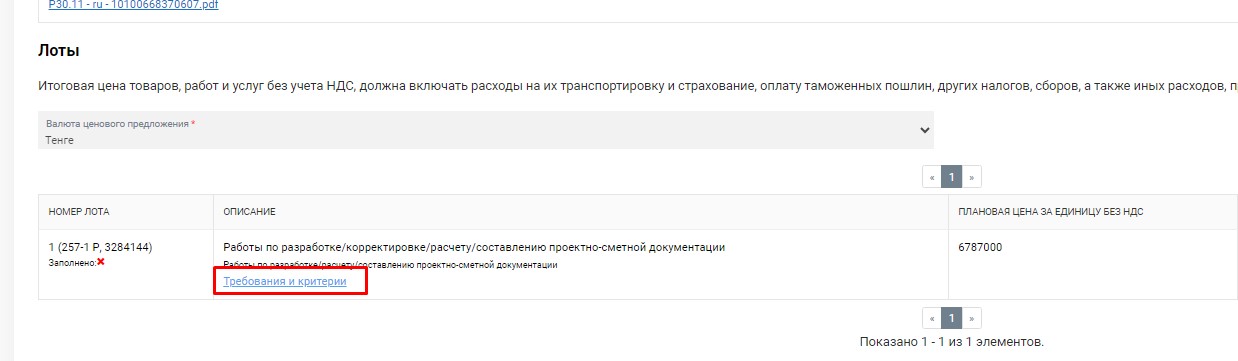 P30.11 - ru - 10100668370607.pdf
Лоты
Итоговая цена товаров, работ и услуг без учета НДС, должна включать расходы на их транспортировку и страхование, оплату таможенных пошлин, других налогов, сборов, а также иных расходов,
Валюта ценового предложения *
Тенге
« 1 »
НОМЕР ЛОТА ОПИСАНИЕ ПЛАНОВАЯ ЦЕНА ЗА ЕДИНИЦУ БЕЗ НДС
1 (257-1 Р, 3284144) Работы по разработке/корректировке/расчету/составлению проектно-сметной документации 6787000
Заполнено: Работы по разработке/расчету/составлению проектно-сметной документации
Требования и критерии
« 1 »
Показано 1 - 1 из 1 элементов.